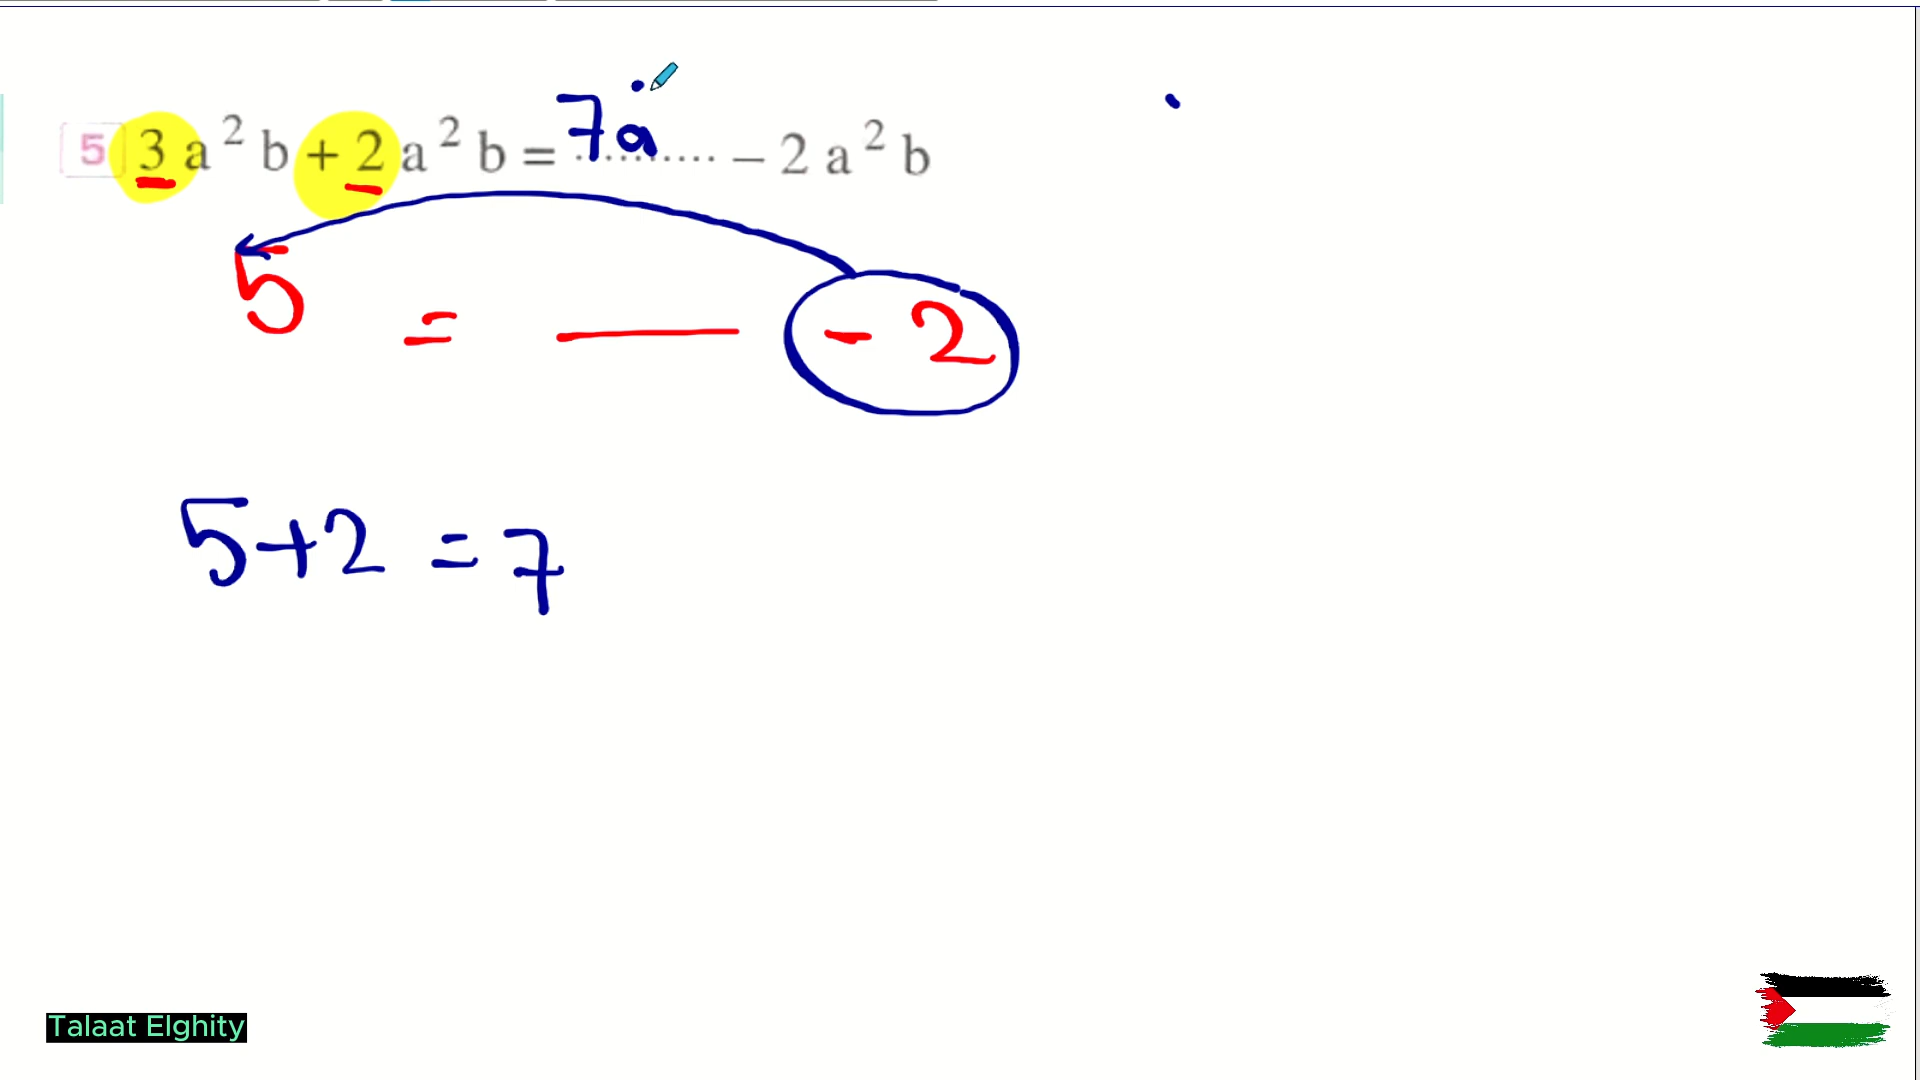 5 3 a² b + 2 a² b = 7a .......... – 2 a² b
5 = — - 2
5+2 = 7
Talaat Elghity